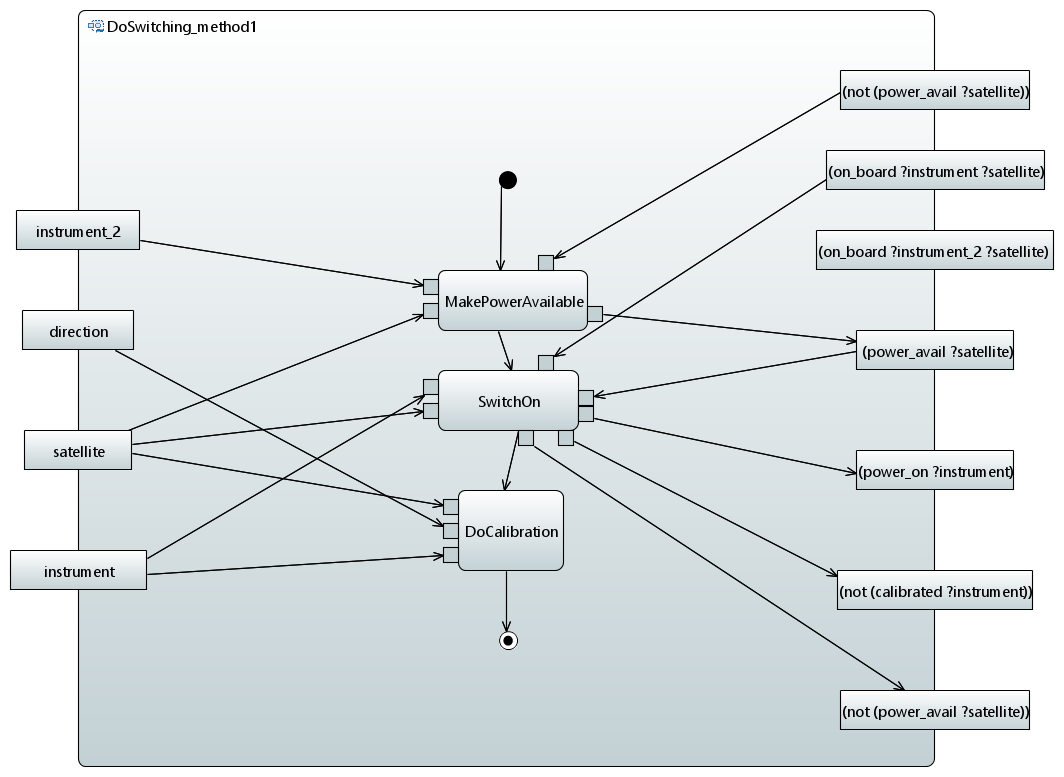 DoSwitching_method1
(not (power_avail ?satellite))
(on_board ?instrument ?satellite)
instrument_2
(on_board ?instrument_2 ?satellite)
MakePowerAvailable
direction
(power_avail ?satellite)
SwitchOn
satellite
(power_on ?instrument)
DoCalibration
instrument
(not (calibrated ?instrument))
(not (power_avail ?satellite))